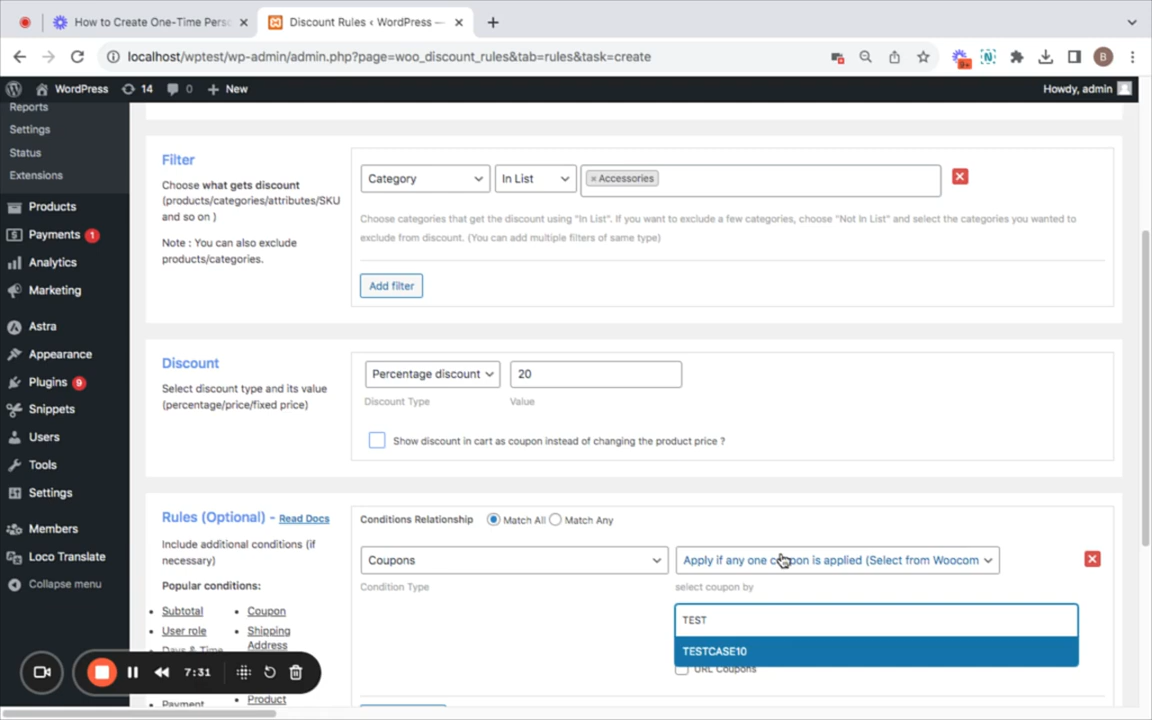 How to Create One-Time Perso
Discount Rules ‹ WordPress —
localhost/wptest/wp-admin/admin.php?page=woo_discount_rules&tab=rules&task=create
9+
B
WordPress
14
0
New
Howdy, admin
Reports
Settings
Status
Extensions
Products
Payments 1
Analytics
Marketing
Astra
Appearance
Plugins 9
Snippets
Users
Tools
Settings
Members
Loco Translate
Collapse menu
Filter
Choose what gets discount
(products/categories/attributes/SKU
and so on )
Note : You can also exclude
products/categories.
Category
In List
× Accessories
Choose categories that get the discount using "In List". If you want to exclude a few categories, choose "Not In List" and select the categories you wanted to
exclude from discount. (You can add multiple filters of same type)
Add filter
Discount
Select discount type and its value
(percentage/price/fixed price)
Percentage discount
20
Discount Type
Value
Show discount in cart as coupon instead of changing the product price ?
Rules (Optional) - Read Docs
Include additional conditions (if
necessary)
Popular conditions:
Subtotal
Coupon
User role
Shipping
Address
Days & Time
Payment
Product
Conditions Relationship
Match All
Match Any
Coupons
Apply if any one coupon is applied (Select from Woocom
Condition Type
select coupon by
TEST
TESTCASE10
URL Coupons
7:31